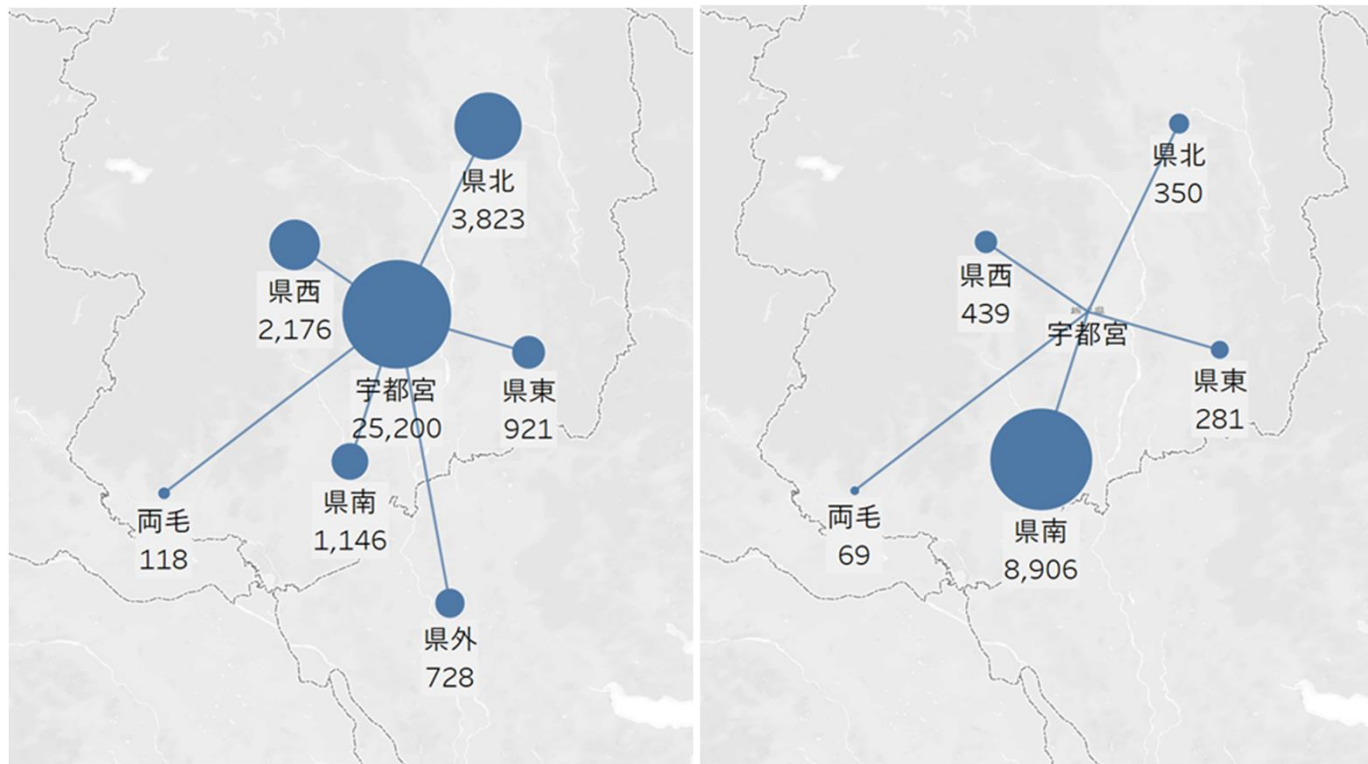 県北
3,823
県西
2,176
宇都宮
25,200
県東
921
県南
1,146
両毛
118
県外
728
県北
350
県西
439
宇都宮
県東
281
県南
8,906
両毛
69